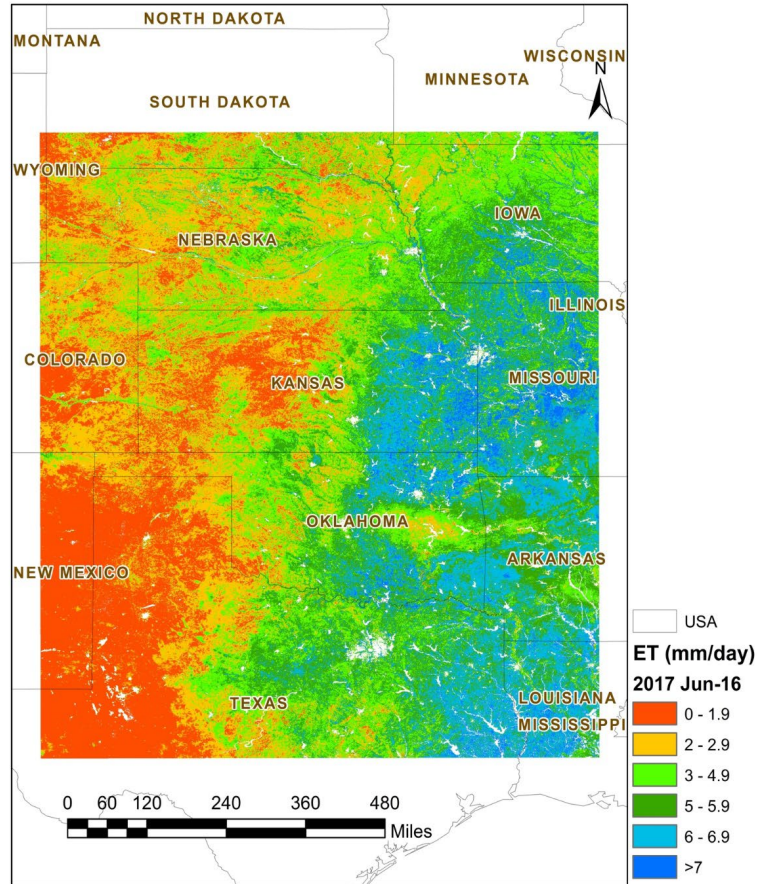 NORTH DAKOTA
MONTANA
WISCONSIN
MINNESOTA
N
SOUTH DAKOTA
WYOMING
IOWA
NEBRASKA
ILLINOIS
COLORADO
KANSAS
MISSOURI
OKLAHOMA
ARKANSAS
NEW MEXICO
USA
ET (mm/day)
2017 Jun-16
TEXAS
LOUISIANA
MISSISSIPPI
0 - 1.9
2 - 2.9
3 - 4.9
5 - 5.9
6 - 6.9
>7
0 60 120 240 360 480
Miles